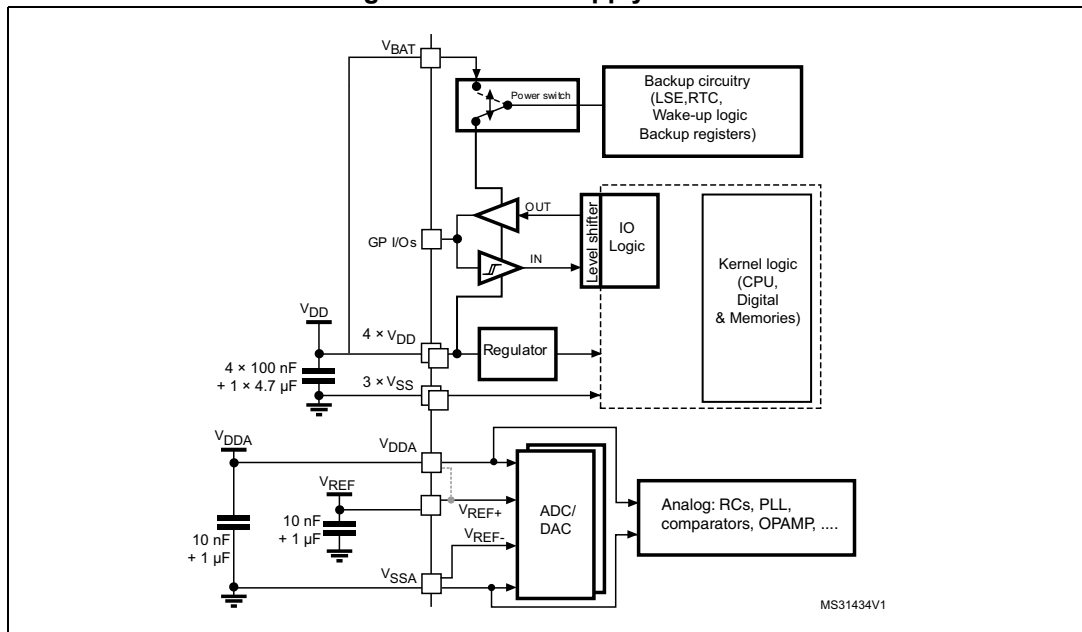 VBAT
Power switch
Backup circuitry
(LSE,RTC,
Wake-up logic
Backup registers)
OUT
Level shifter
IO
Logic
GP I/Os
IN
Kernel logic
(CPU,
Digital
& Memories)
VDD
4 × VDD
Regulator
4 × 100 nF
+ 1 × 4.7 µF
3 × VSS
VDDA
VDDA
VREF
VREF+
ADC/
DAC
Analog: RCs, PLL,
comparators, OPAMP, ....
10 nF
+ 1 µF
VREF-
10 nF
+ 1 µF
VSSA
MS31434V1